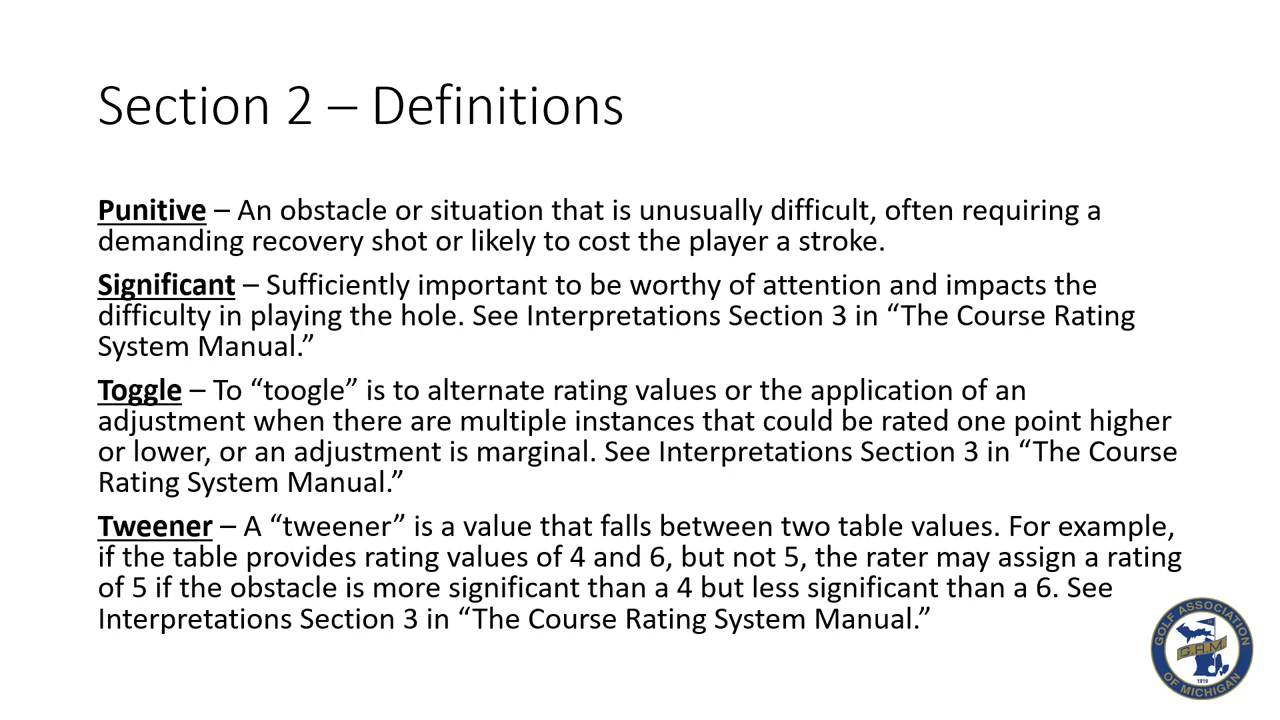 Section 2 – Definitions
Punitive – An obstacle or situation that is unusually difficult, often requiring a
demanding recovery shot or likely to cost the player a stroke.
Significant – Sufficiently important to be worthy of attention and impacts the
difficulty in playing the hole. See Interpretations Section 3 in “The Course Rating
System Manual.”
Toggle – To “toogle” is to alternate rating values or the application of an
adjustment when there are multiple instances that could be rated one point higher
or lower, or an adjustment is marginal. See Interpretations Section 3 in “The Course
Rating System Manual.”
Tweener – A “tweener” is a value that falls between two table values. For example,
if the table provides rating values of 4 and 6, but not 5, the rater may assign a rating
of 5 if the obstacle is more significant than a 4 but less significant than a 6. See
Interpretations Section 3 in “The Course Rating System Manual.”
GOLF ASSOCIATION
G.A.M.
1919
OF MICHIGAN